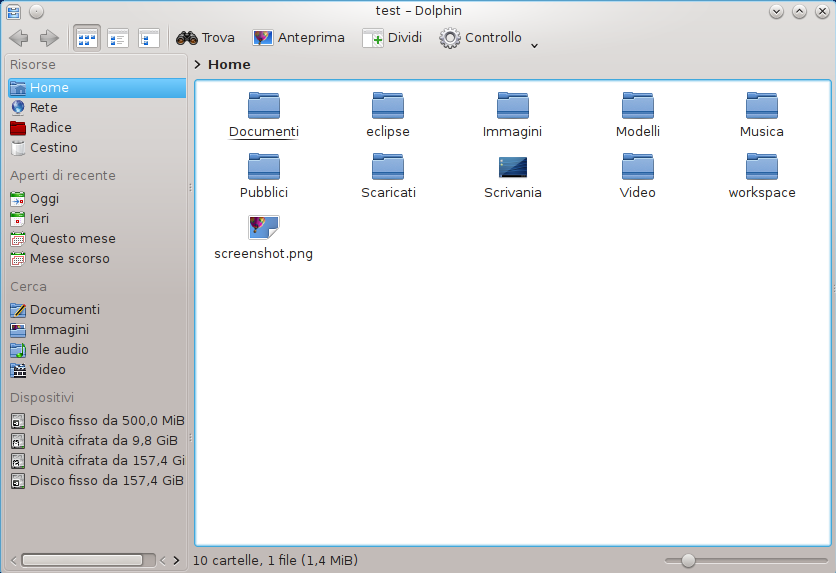 test – Dolphin
Trova Anteprima Dividi Controllo
Risorse
Home
Rete
Radice
Cestino
Aperti di recente
Oggi
Ieri
Questo mese
Mese scorso
Cerca
Documenti
Immagini
File audio
Video
Dispositivi
Disco fisso da 500,0 MiB
Unità cifrata da 9,8 GiB
Unità cifrata da 157,4 Gi
Disco fisso da 157,4 GiB
> Home
Documenti eclipse Immagini Modelli Musica
Pubblici Scaricati Scrivania Video workspace
screenshot.png
10 cartelle, 1 file (1,4 MiB)